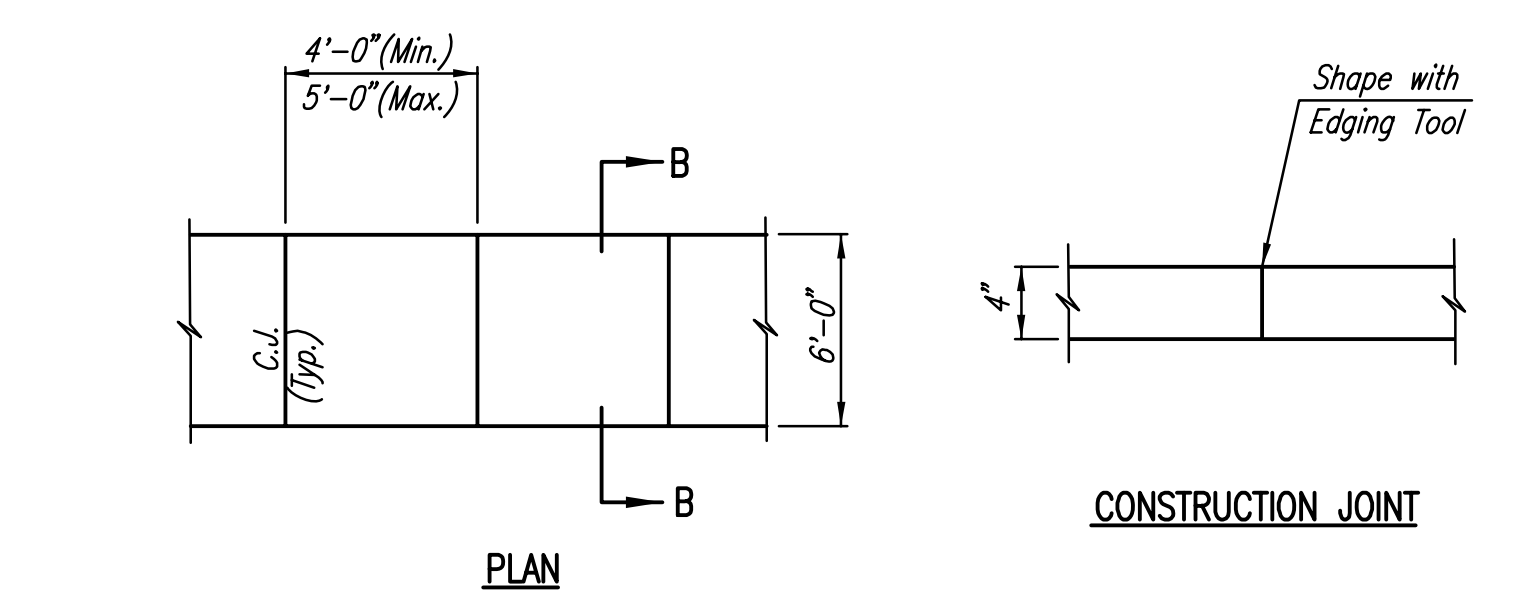 4'-0"(Min.)
5'-0"(Max.)
B
C.J.
(Typ.)
6'-0"
B
PLAN
Shape with
Edging Tool
4"
CONSTRUCTION JOINT